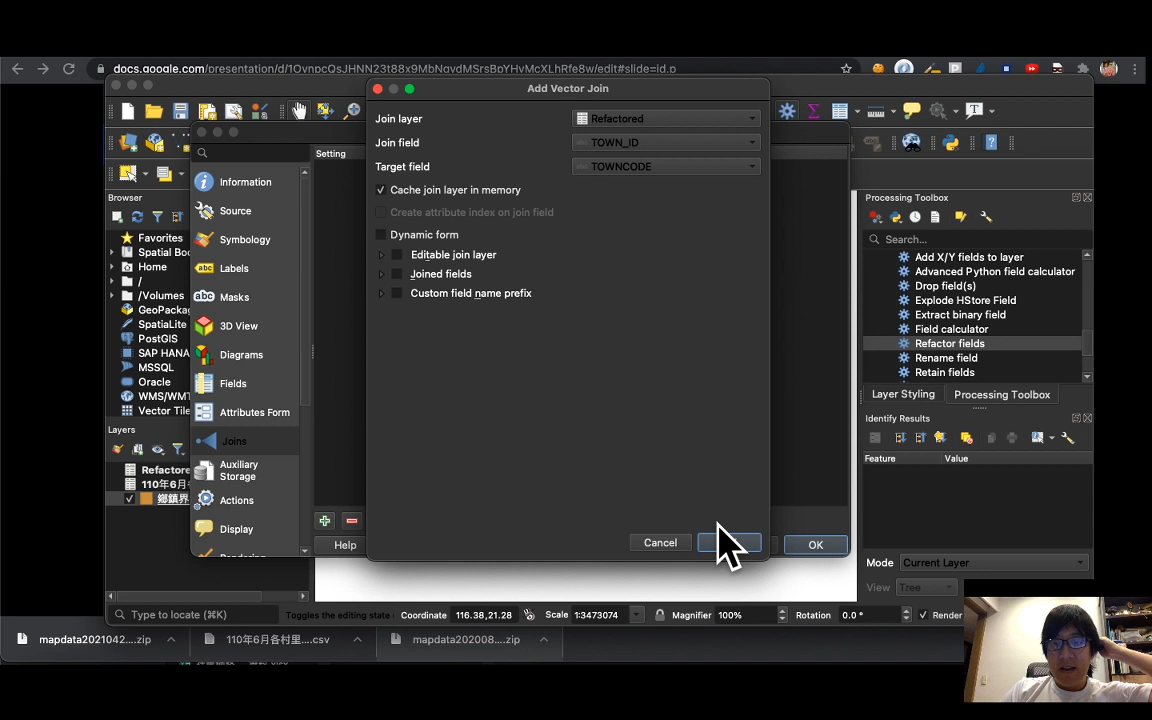 docs.google.com/presentation/d/1OvnpcQsJHNN23t88x9MbNgvdMSrsBpYHvMcXLhRfe8w/edit#slide=id.p
Add Vector Join
Join layer
Refactored
Join field
TOWN_ID
Target field
TOWNCODE
Cache join layer in memory
Create attribute index on join field
Dynamic form
Editable join layer
Joined fields
Custom field name prefix
Cancel
Setting
Information
Source
Symbology
Labels
Masks
3D View
Diagrams
Fields
Attributes Form
Joins
Auxiliary
Storage
Actions
Display
Help
OK
Browser
Favorites
Spatial Boo
Home
/
/Volumes
GeoPackag
SpatiaLite
PostGIS
SAP HANA
MSSQL
Oracle
WMS/WMT
Vector Tile
Layers
Refactore
110年6月
鄉鎮界
Processing Toolbox
Search...
Add X/Y fields to layer
Advanced Python field calculator
Drop field(s)
Explode HStore Field
Extract binary field
Field calculator
Refactor fields
Rename field
Retain fields
Layer Styling
Processing Toolbox
Identify Results
Feature
Value
Mode
Current Layer
View
Tree
Type to locate (⌘K)
Toggles the editing state
Coordinate
116.38,21.28
Scale
1:3473074
Magnifier
100%
Rotation
0.0 °
Render
mapdata2021042....zip
110年6月各村里....csv
mapdata202008....zip